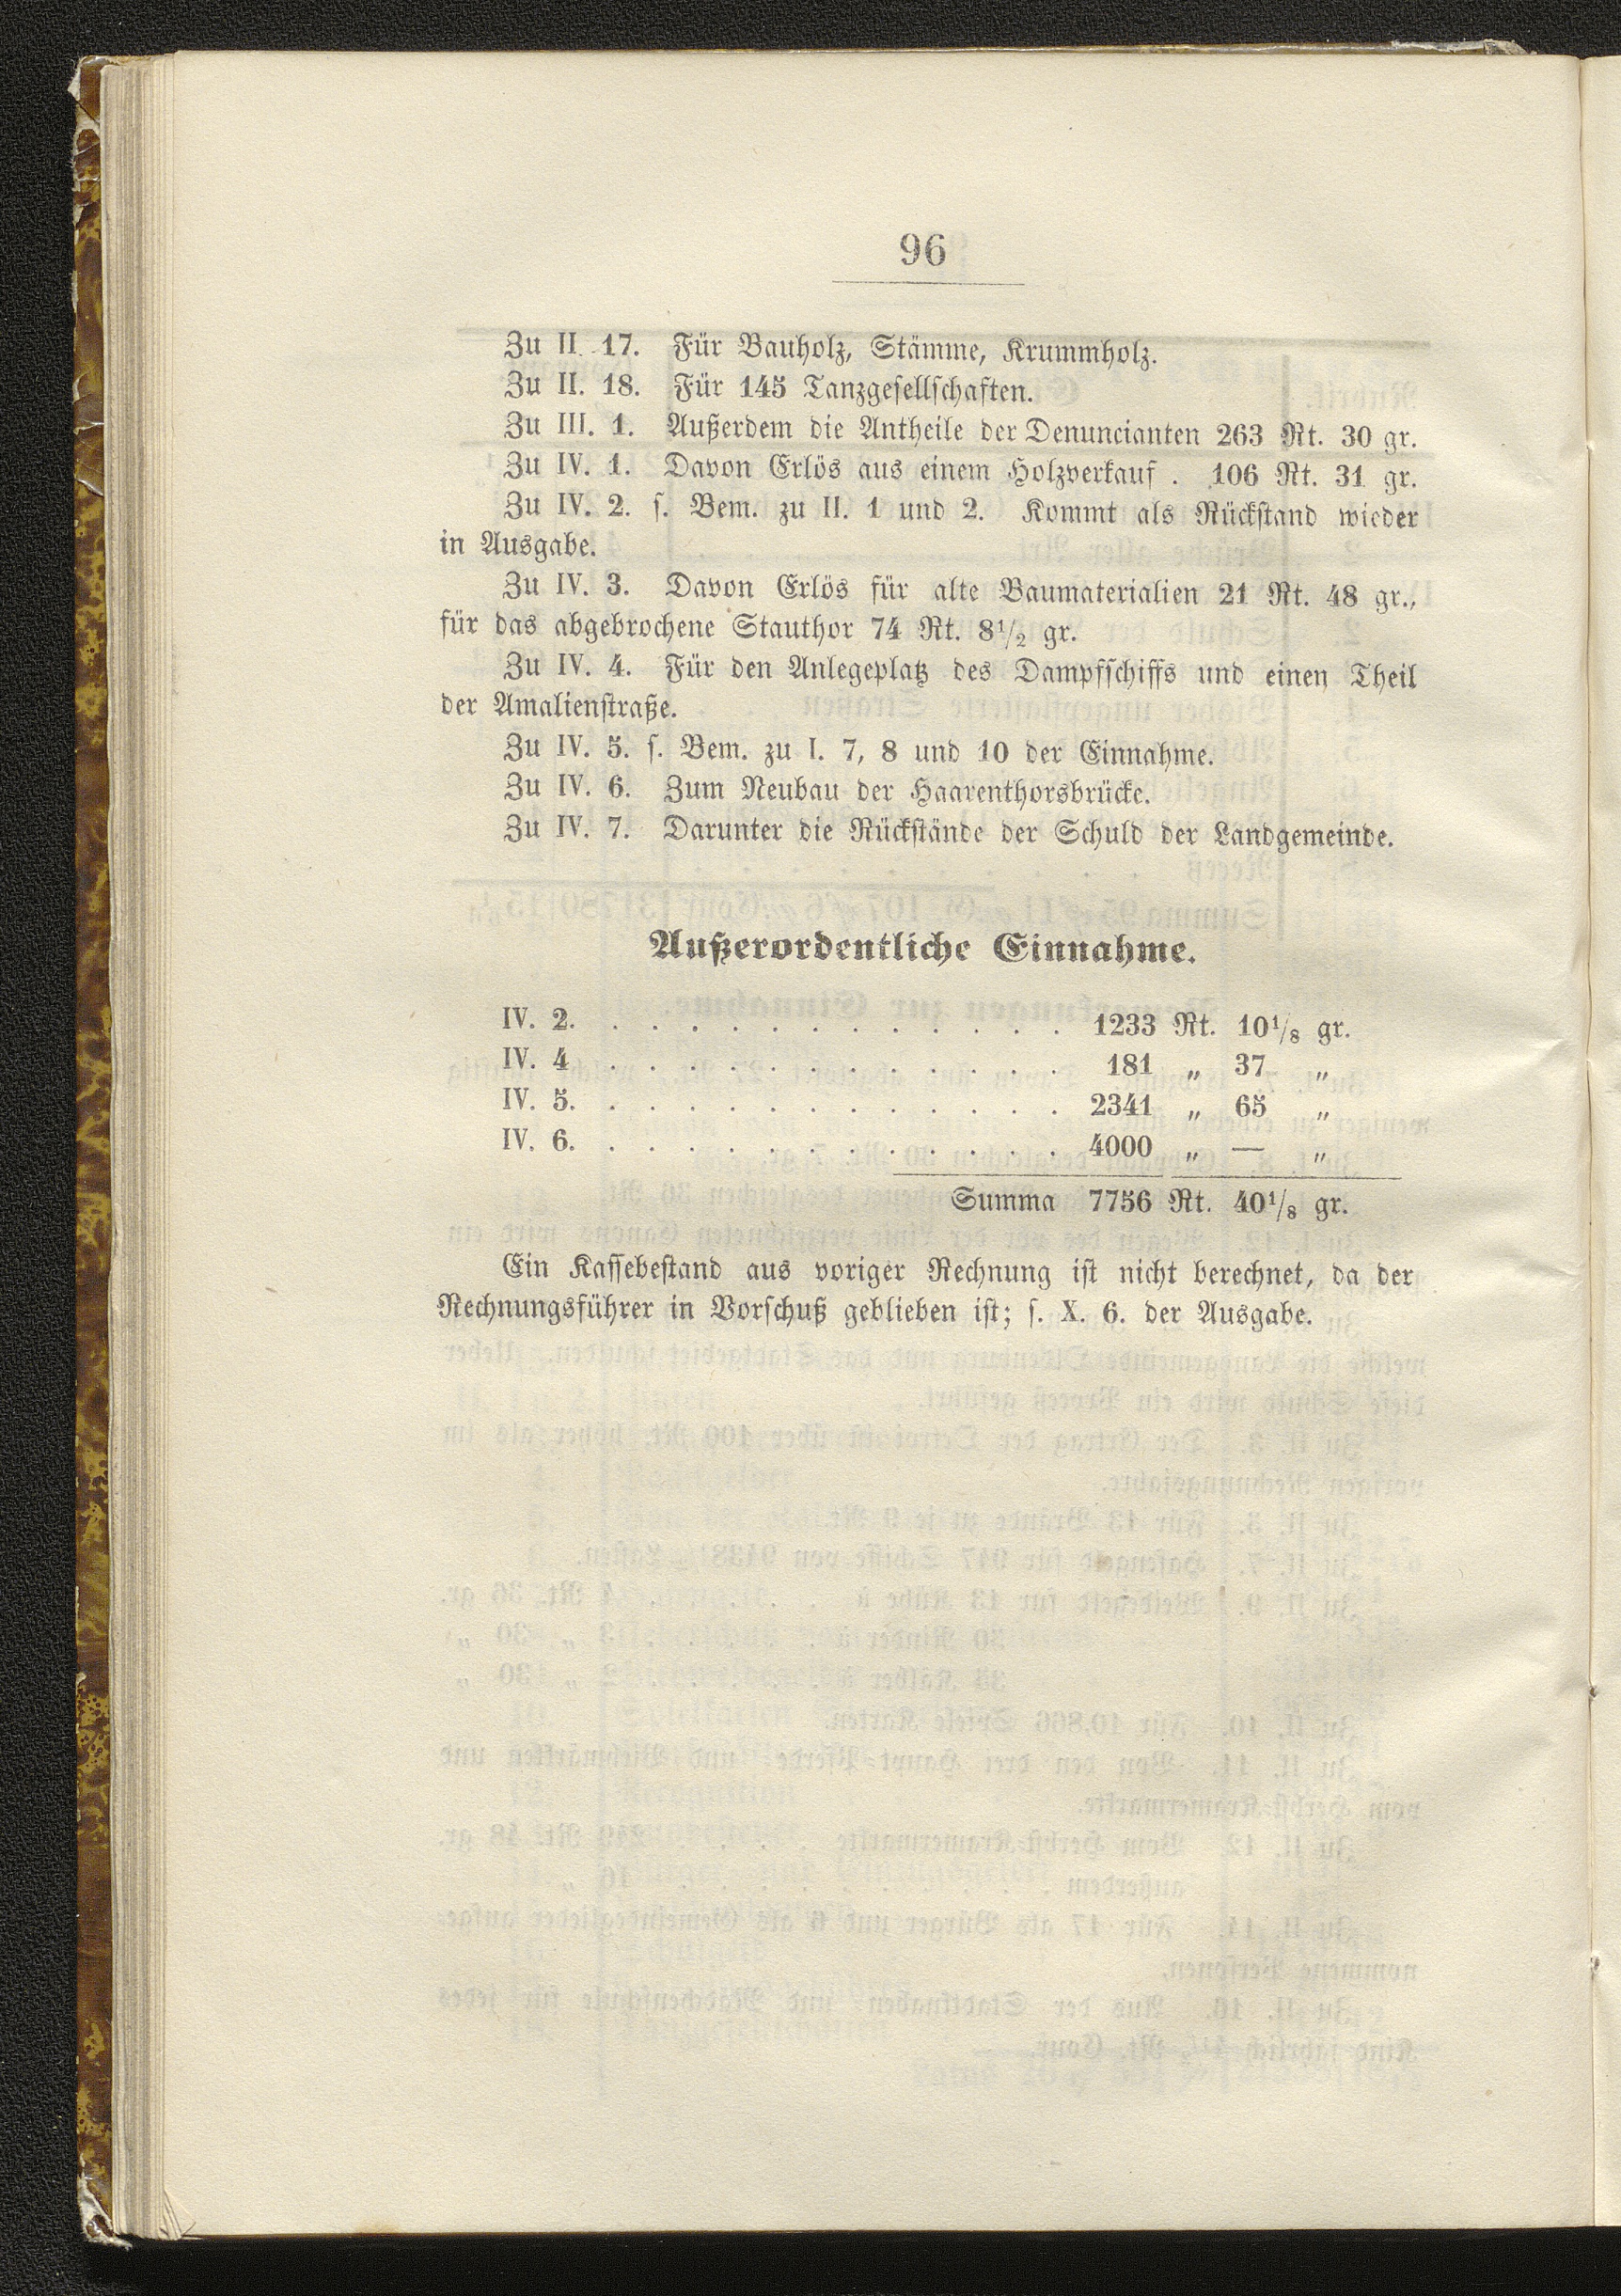 96
Zu II. 17. Für Bauholz, Stämme, Krummholz.
Zu II. 18. Für 145 Tanzgesellschaften.
Zu III. 1. Außerdem die Antheile der Denuncianten 263 Rt. 30 gr.
Zu IV. 1. Davon Erlös aus einem Holzverkauf . 106 Rt. 31 gr.
Zu IV. 2. s. Bem. zu II. 1 und 2. Kommt als Rückstand wieder
in Ausgabe.
Zu IV. 3. Davon Erlös für alte Baumaterialien 21 Rt. 48 gr.,
für das abgebrochene Stauthor 74 Rt. 8 1/2 gr.
Zu IV. 4. Für den Anlegeplatz des Dampfschiffs und einen Theil
der Amalienstraße.
Zu IV. 5. s. Bem. zu I. 7, 8 und 10 der Einnahme.
Zu IV. 6. Zum Neubau der Haarenthorsbrücke.
Zu IV. 7. Darunter die Rückstände der Schuld der Landgemeinde.
Außerordentliche Einnahme.
IV. 2. . . . . . . . . . . . . 1233 Rt. 10 1/8 gr.
IV. 4 . . . . . . . . . . . . 181 „ 37 „
IV. 5. . . . . . . . . . . . . 2341 „ 65 „
IV. 6. . . . . . . . . . . . . 4000 „ — „
Summa 7756 Rt. 40 1/8 gr.
Ein Kassebestand aus voriger Rechnung ist nicht berechnet, da der
Rechnungsführer in Vorschuß geblieben ist; s. X. 6. der Ausgabe.